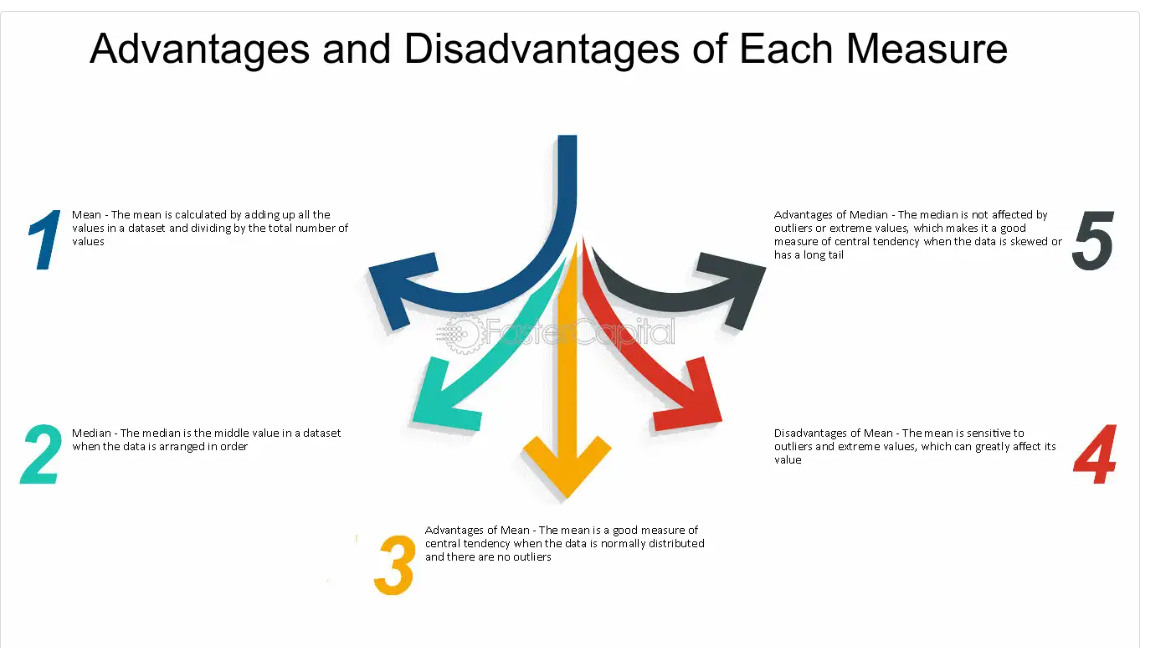 Advantages and Disadvantages of Each Measure
1
Mean - The mean is calculated by adding up all the
values in a dataset and dividing by the total number of
values
2
Median - The median is the middle value in a dataset
when the data is arranged in order
3
Advantages of Mean - The mean is a good measure of
central tendency when the data is normally distributed
and there are no outliers
4
Disadvantages of Mean - The mean is sensitive to
outliers and extreme values, which can greatly affect its
value
5
Advantages of Median - The median is not affected by
outliers or extreme values, which makes it a good
measure of central tendency when the data is skewed or
has a long tail
FasterCapital